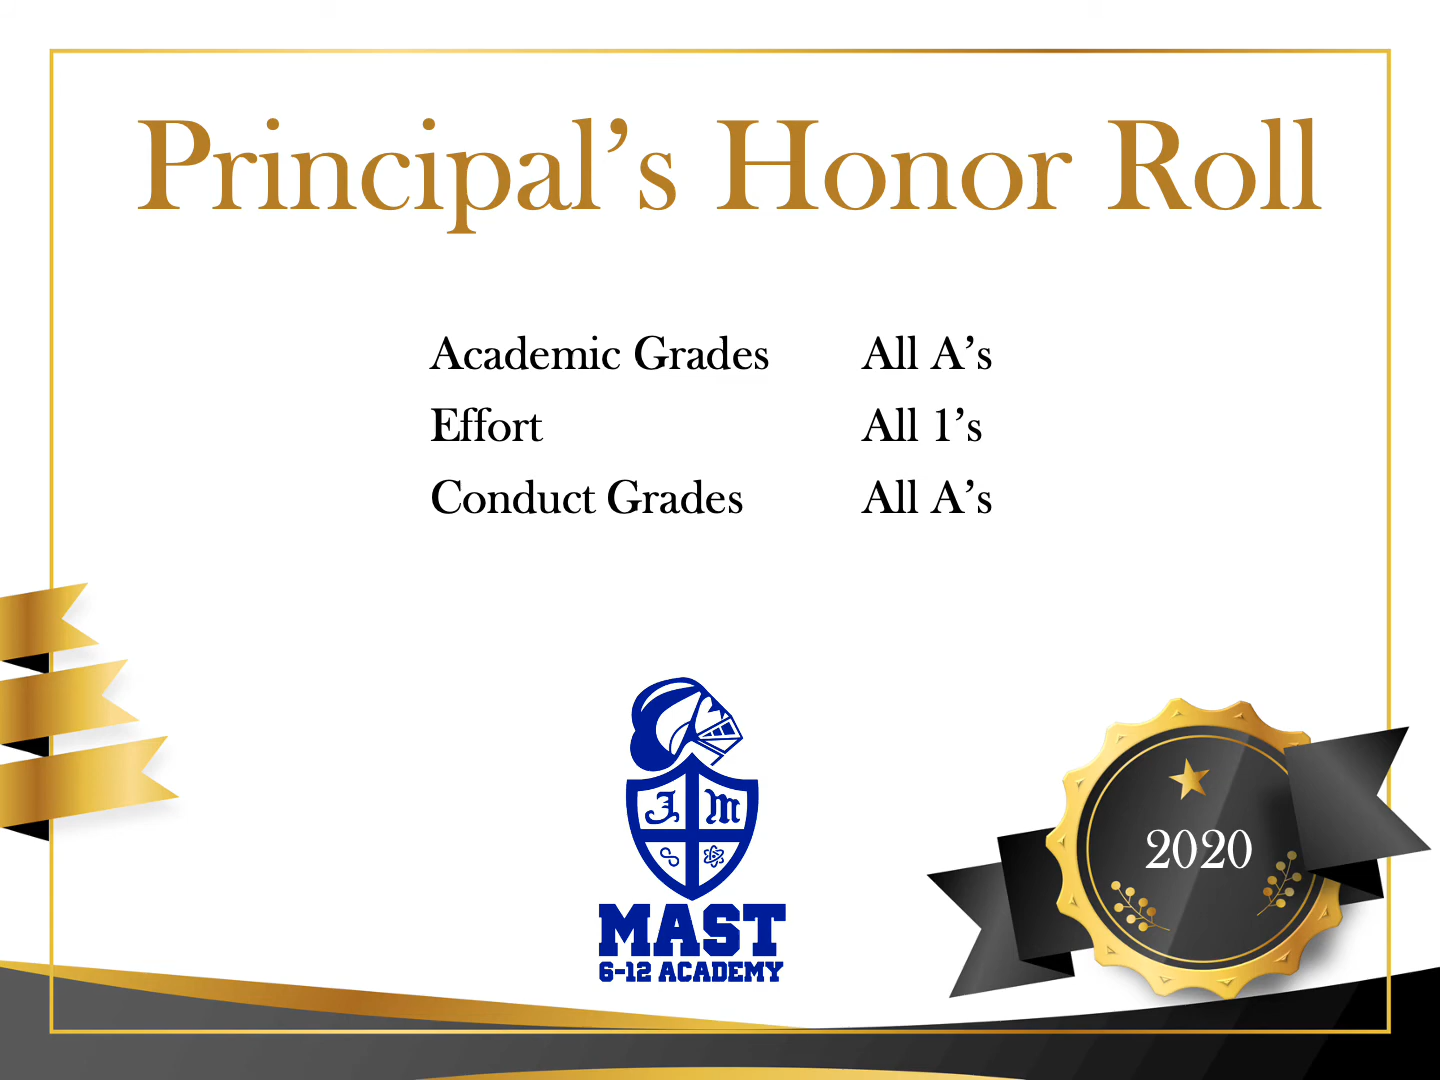 Principal’s Honor Roll
Academic Grades All A’s
Effort All 1’s
Conduct Grades All A’s
J M
MAST
6-12 ACADEMY
2020